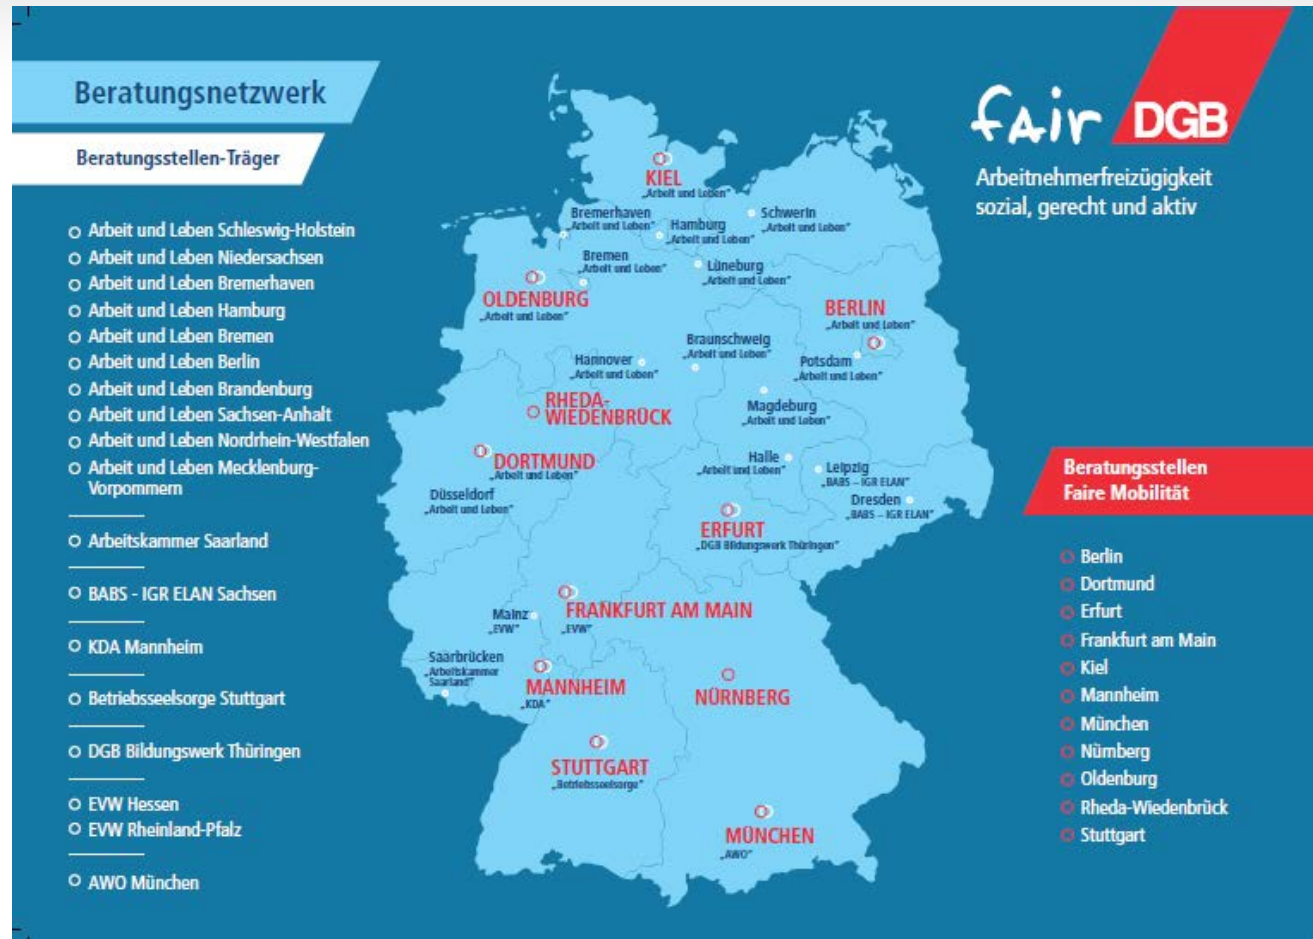 Beratungsnetzwerk
Beratungsstellen-Träger
Arbeit und Leben Schleswig-Holstein
Arbeit und Leben Niedersachsen
Arbeit und Leben Bremerhaven
Arbeit und Leben Hamburg
Arbeit und Leben Bremen
Arbeit und Leben Berlin
Arbeit und Leben Brandenburg
Arbeit und Leben Sachsen-Anhalt
Arbeit und Leben Nordrhein-Westfalen
Arbeit und Leben Mecklenburg-
Vorpommern
Arbeitskammer Saarland
BABS - IGR ELAN Sachsen
KDA Mannheim
Betriebsseelsorge Stuttgart
DGB Bildungswerk Thüringen
EVW Hessen
EVW Rheinland-Pfalz
AWO München
KIEL
„Arbeit und Leben"
Bremerhaven
„Arbeit und Leben"
Hamburg
„Arbeit und Leben"
Schwerin
„Arbeit und Leben"
Bremen
„Arbeit und Leben"
Lüneburg
„Arbeit und Leben"
OLDENBURG
„Arbeit und Leben"
BERLIN
„Arbeit und Leben"
Braunschweig
„Arbeit und Leben"
Hannover
„Arbeit und Leben"
Potsdam
„Arbeit und Leben"
RHEDA-
WIEDENBRÜCK
Magdeburg
„Arbeit und Leben"
DORTMUND
„Arbeit und Leben"
Halle
„Arbeit und Leben"
Leipzig
„BABS – IGR ELAN"
Düsseldorf
„Arbeit und Leben"
Dresden
„BABS – IGR ELAN"
ERFURT
„DGB Bildungswerk Thüringen"
Mainz
„EVW"
FRANKFURT AM MAIN
„EVW"
Saarbrücken
„Arbeitskammer
Saarland"
MANNHEIM
„KDA"
NÜRNBERG
STUTTGART
„Betriebsseelsorge"
MÜNCHEN
„AWO"
fair DGB
Arbeitnehmerfreizügigkeit
sozial, gerecht und aktiv
Beratungsstellen
Faire Mobilität
Berlin
Dortmund
Erfurt
Frankfurt am Main
Kiel
Mannheim
München
Nürnberg
Oldenburg
Rheda-Wiedenbrück
Stuttgart